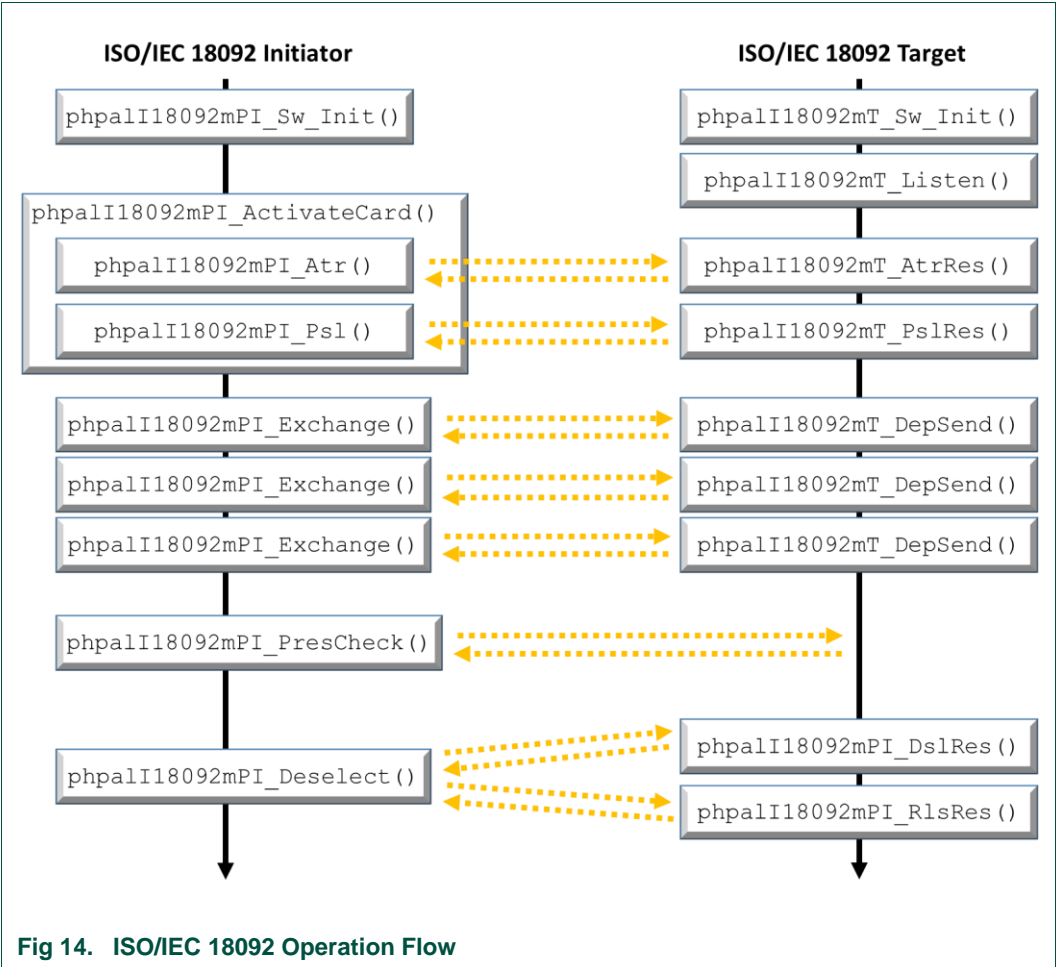 ISO/IEC 18092 Initiator
ISO/IEC 18092 Target
phpalI18092mPI_Sw_Init()
phpalI18092mT_Sw_Init()
phpalI18092mT_Listen()
phpalI18092mPI_ActivateCard()
phpalI18092mPI_Atr()
phpalI18092mT_AtrRes()
phpalI18092mPI_Psl()
phpalI18092mT_PslRes()
phpalI18092mPI_Exchange()
phpalI18092mT_DepSend()
phpalI18092mPI_Exchange()
phpalI18092mT_DepSend()
phpalI18092mPI_Exchange()
phpalI18092mT_DepSend()
phpalI18092mPI_PresCheck()
phpalI18092mPI_DslRes()
phpalI18092mPI_Deselect()
phpalI18092mPI_RlsRes()
Fig 14. ISO/IEC 18092 Operation Flow